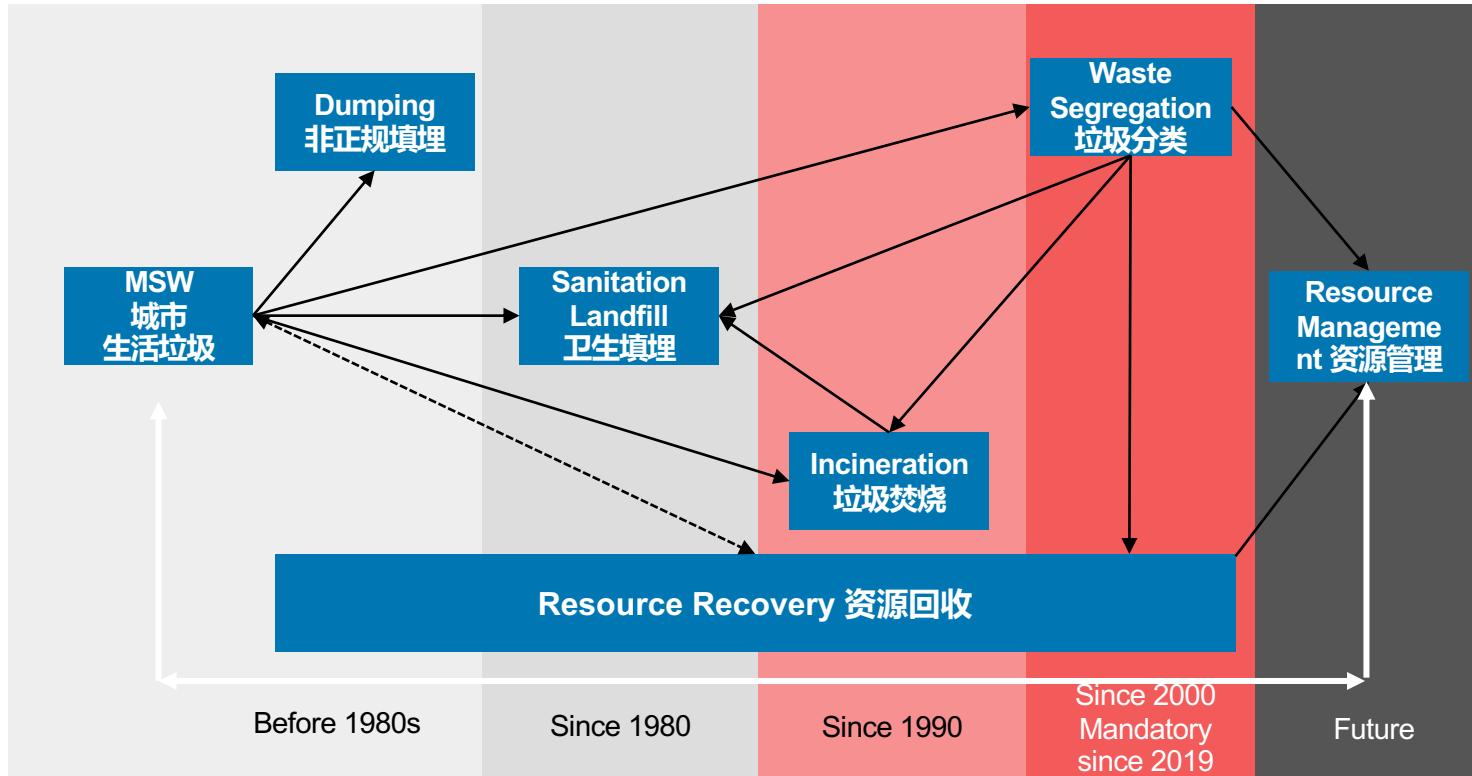 Dumping
非正规填埋
Waste
Segregation
垃圾分类
MSW
城市
生活垃圾
Sanitation
Landfill
卫生填埋
Resource
Manageme
nt 资源管理
Incineration
垃圾焚烧
Resource Recovery 资源回收
Before 1980s
Since 1980
Since 1990
Since 2000
Mandatory
since 2019
Future